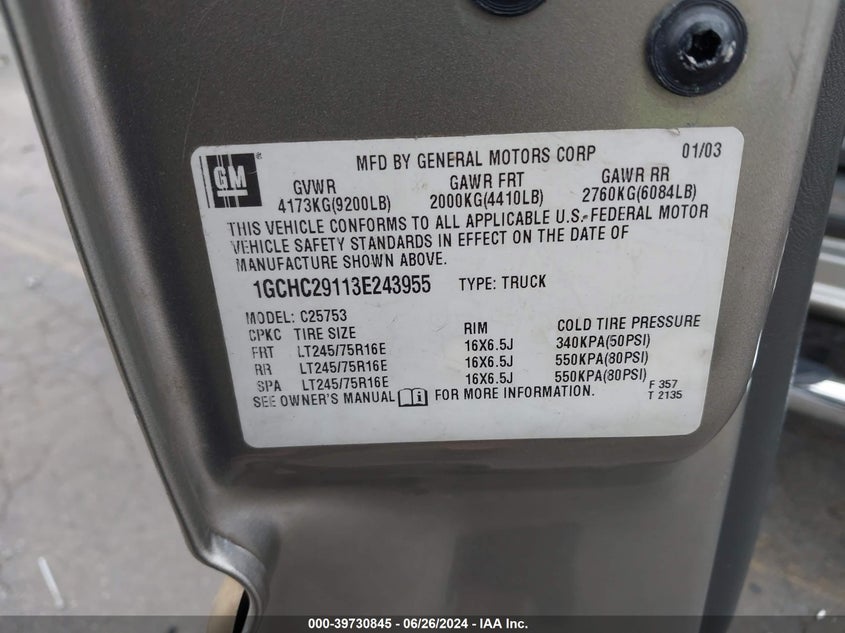 GM ®
MFD BY GENERAL MOTORS CORP 01/03
GVWR GAWR FRT GAWR RR
4173KG(9200LB) 2000KG(4410LB) 2760KG(6084LB)
THIS VEHICLE CONFORMS TO ALL APPLICABLE U.S. FEDERAL MOTOR
VEHICLE SAFETY STANDARDS IN EFFECT ON THE DATE OF
MANUFACTURE SHOWN ABOVE.
1GCHC29113E243955 TYPE: TRUCK
MODEL: C25753
CPKC TIRE SIZE RIM COLD TIRE PRESSURE
FRT LT245/75R16E 16X6.5J 340KPA(50PSI)
RR LT245/75R16E 16X6.5J 550KPA(80PSI)
SPA LT245/75R16E 16X6.5J 550KPA(80PSI)
SEE OWNER'S MANUAL FOR MORE INFORMATION.
F 357
T 2135
000-39730845 / 06/26/2024 - IAA Inc.